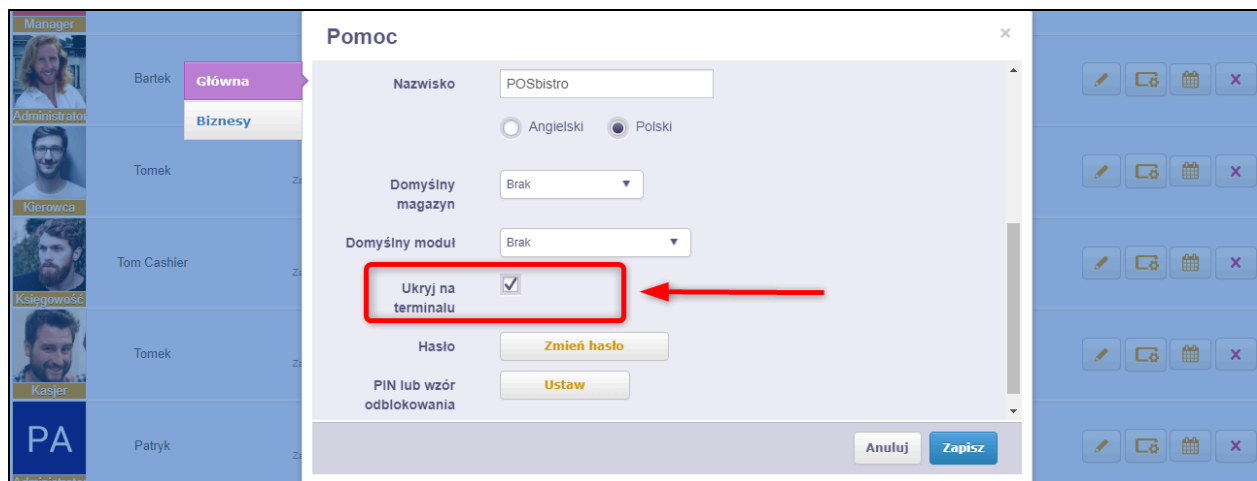 Manager
Pomoc
×
Bartek
Administrator
Główna
Biznesy
Nazwisko
POSbistro
Angielski
Polski
Tomek
Kierowca
Domyślny
magazyn
Brak
Domyślny moduł
Brak
Tom Cashier
Księgowość
Ukryj na
terminalu
Hasło
Zmień hasło
Tomek
Kasjer
PIN lub wzór
odblokowania
Ustaw
PA
Patryk
Administrator
Anuluj
Zapisz